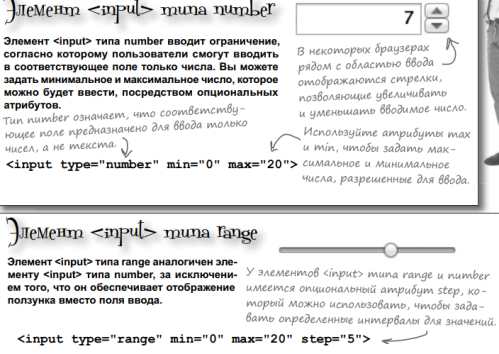 Элемент <input> типа number
Элемент <input> типа number вводит ограничение,
согласно которому пользователи смогут вводить
в соответствующее поле только числа. Вы можете
задать минимальное и максимальное число, которое
можно будет ввести, посредством опциональных
атрибутов.
7
В некоторых браузерах
рядом с областью ввода
отображаются стрелки,
позволяющие увеличивать
и уменьшать вводимое число.
Тип number означает, что соответству-
ющее поле предназначено для ввода только
чисел, а не текста.
Используйте атрибуты max
и min, чтобы задать мак-
симальное и минимальное
числа, разрешенные для ввода.
<input type="number" min="0" max="20">
Элемент <input> типа range
Элемент <input> типа range аналогичен эле-
менту <input> типа number, за исключени-
ем того, что он обеспечивает отображение
ползунка вместо поля ввода.
У элементов <input> типа range и number
имеется опциональный атрибут step, ко-
торый можно использовать, чтобы зада-
вать определенные интервалы для значений.
<input type="range" min="0" max="20" step="5">